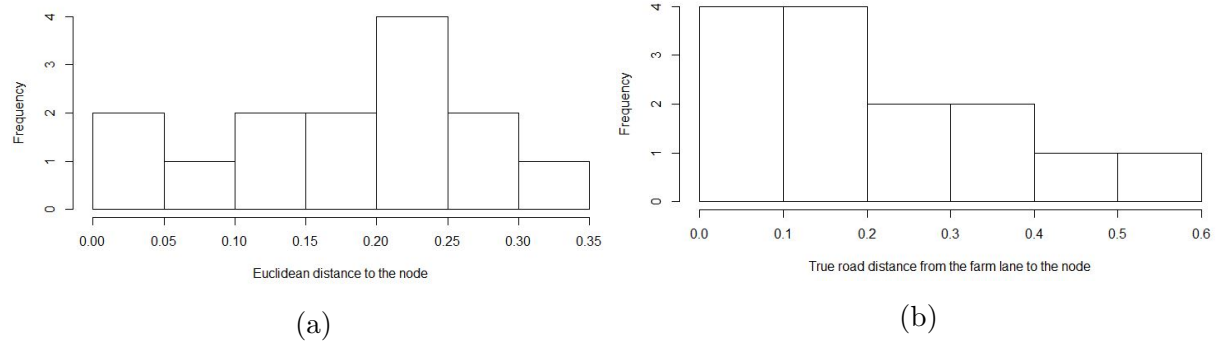 Frequency
4
3
2
1
0
0.00 0.05 0.10 0.15 0.20 0.25 0.30 0.35
Euclidean distance to the node
(a)
Frequency
4
3
2
1
0
0.0 0.1 0.2 0.3 0.4 0.5 0.6
True road distance from the farm lane to the node
(b)